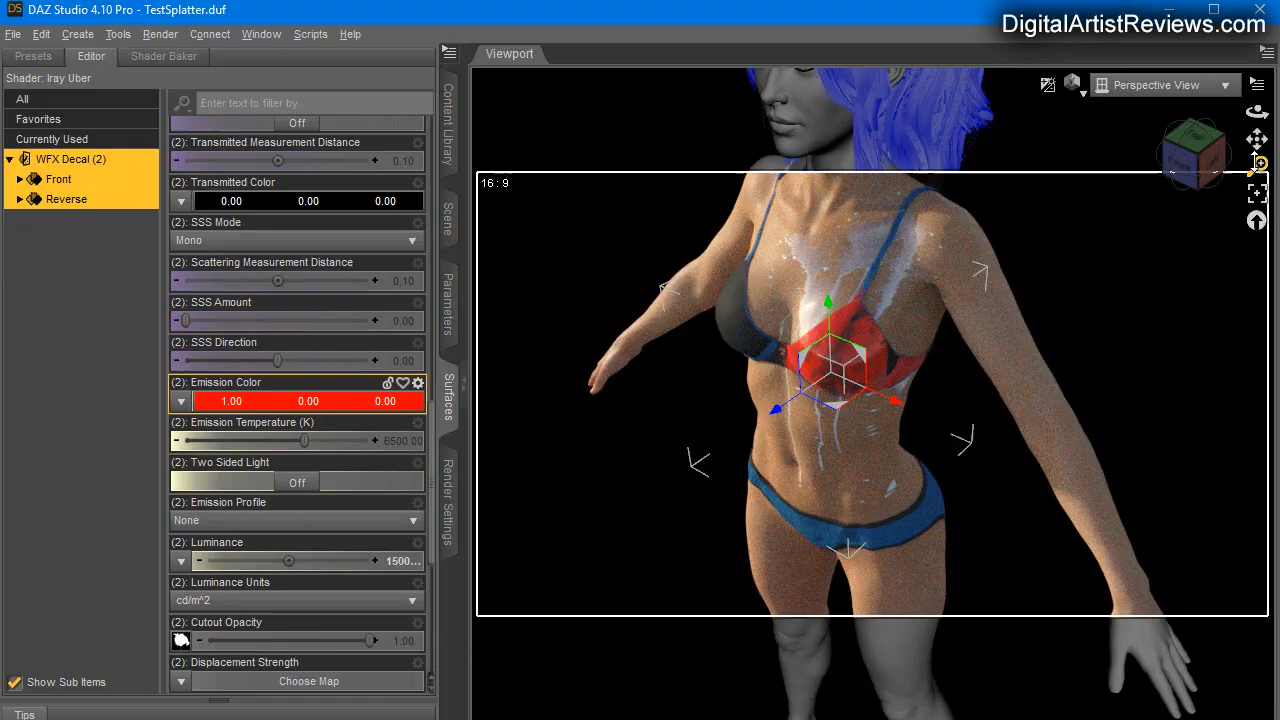 DAZ Studio 4.10 Pro - TestSplatter.duf
DigitalArtistReviews.com
File Edit Create Tools Render Connect Window Scripts Help
Presets Editor Shader Baker
Viewport
Shader: Iray Uber
All
Favorites
Currently Used
WFX Decal (2)
Front
Reverse
Show Sub Items
Tips
Enter text to filter by...
Off
(2): Transmitted Measurement Distance
0.10
(2): Transmitted Color
0.00 0.00 0.00
(2): SSS Mode
Mono
(2): Scattering Measurement Distance
0.10
(2): SSS Amount
0.00
(2): SSS Direction
0.00
(2): Emission Color
1.00 0.00 0.00
(2): Emission Temperature (K)
6500.00
(2): Two Sided Light
Off
(2): Emission Profile
None
(2): Luminance
1500...
(2): Luminance Units
cd/m^2
(2): Cutout Opacity
1.00
(2): Displacement Strength
Choose Map
Content Library
Scene
Parameters
Surfaces
Render Settings
Perspective View
Top
16 : 9